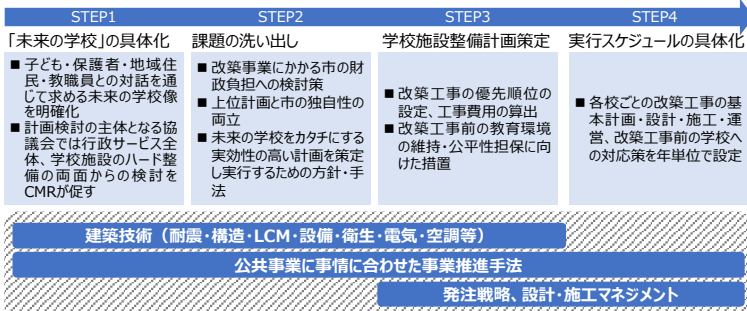 STEP1
STEP2
STEP3
STEP4
「未来の学校」の具体化
課題の洗い出し
学校施設整備計画策定
実行スケジュールの具体化
■子ども・保護者・地域住
民・教職員との対話を通
じて求める未来の学校像
を明確化
■計画検討の主体となる協
議会では行政サービス全
体、学校施設のハード整
備の両面からの検討を
CMRが促す
■改築事業にかかる市の財
政負担への検討策
■上位計画と市の独自性の
両立
■未来の学校をカタチにする
実効性の高い計画を策定
し実行するための方針・手
法
■改築工事の優先順位の
設定、工事費用の算出
■改築工事前の教育環境
の維持・公平性担保に向
けた措置
■各校ごとの改築工事の基
本計画・設計・施工・運
営、改築工事前の学校へ
の対応策を年単位で設定
建築技術（耐震・構造・LCM・設備・衛生・電気・空調等）
公共事業に事情に合わせた事業推進手法
発注戦略、設計・施工マネジメント